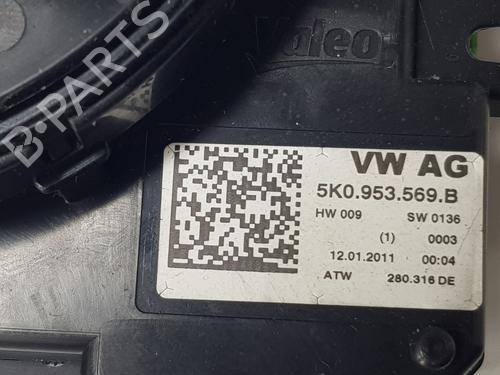 Valeo
B-PARTS
VW AG
5K0.953.569.B
HW 009 SW 0136
(1) 0003
12.01.2011 00:04
ATW 280.316 DE